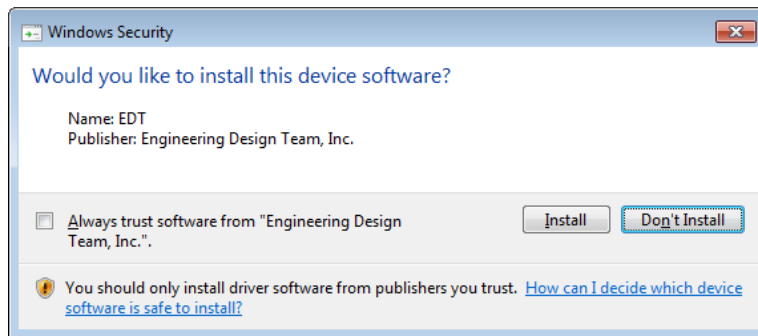 Windows Security
Would you like to install this device software?
Name: EDT
Publisher: Engineering Design Team, Inc.
Always trust software from "Engineering Design
Team, Inc.".
Install
Don't Install
You should only install driver software from publishers you trust. How can I decide which device
software is safe to install?